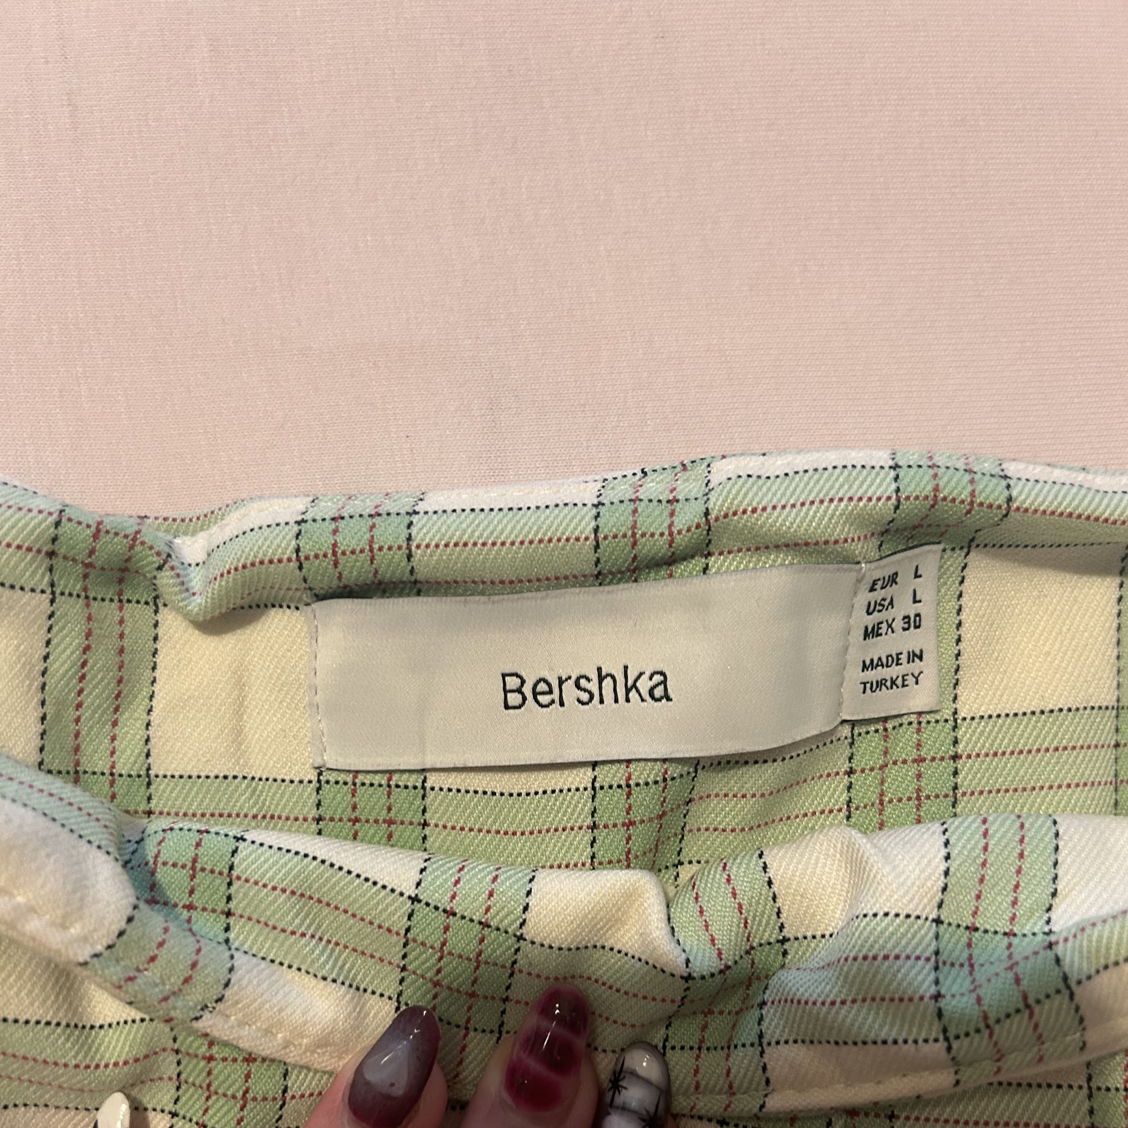 Bershka
EUR L
USA L
MEX 30
MADE IN
TURKEY